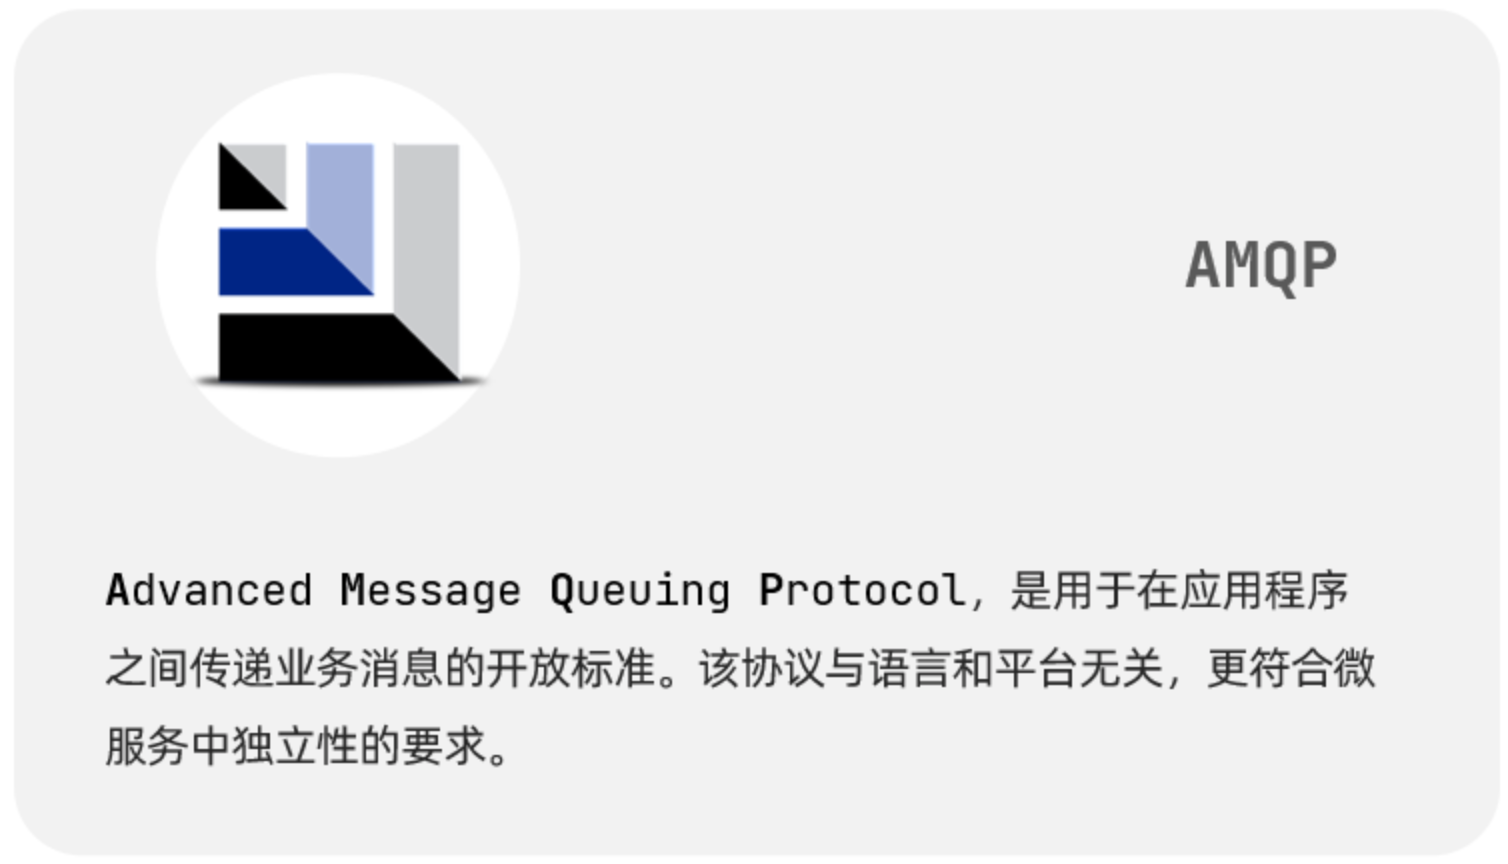 AMQP
Advanced Message Queuing Protocol，是用于在应用程序
之间传递业务消息的开放标准。该协议与语言和平台无关，更符合微
服务中独立性的要求。